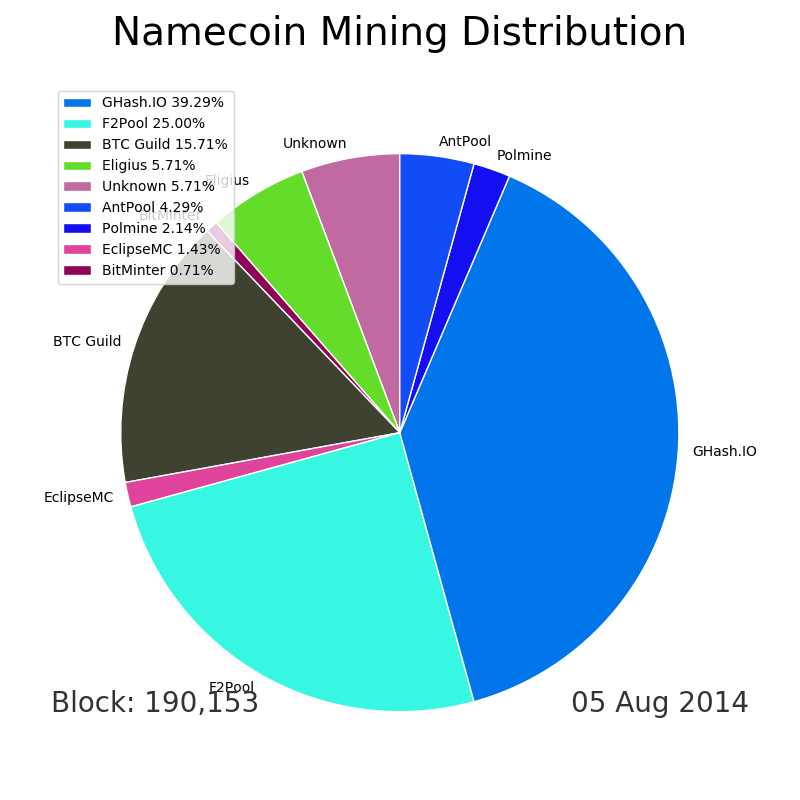 Namecoin Mining Distribution
GHash.IO 39.29%
F2Pool 25.00%
BTC Guild 15.71%
Eligius 5.71%
Unknown 5.71%
AntPool 4.29%
Polmine 2.14%
EclipseMC 1.43%
BitMinter 0.71%
AntPool
Polmine
Unknown
Eligius
BitMinter
BTC Guild
GHash.IO
EclipseMC
F2Pool
Block: 190,153
05 Aug 2014